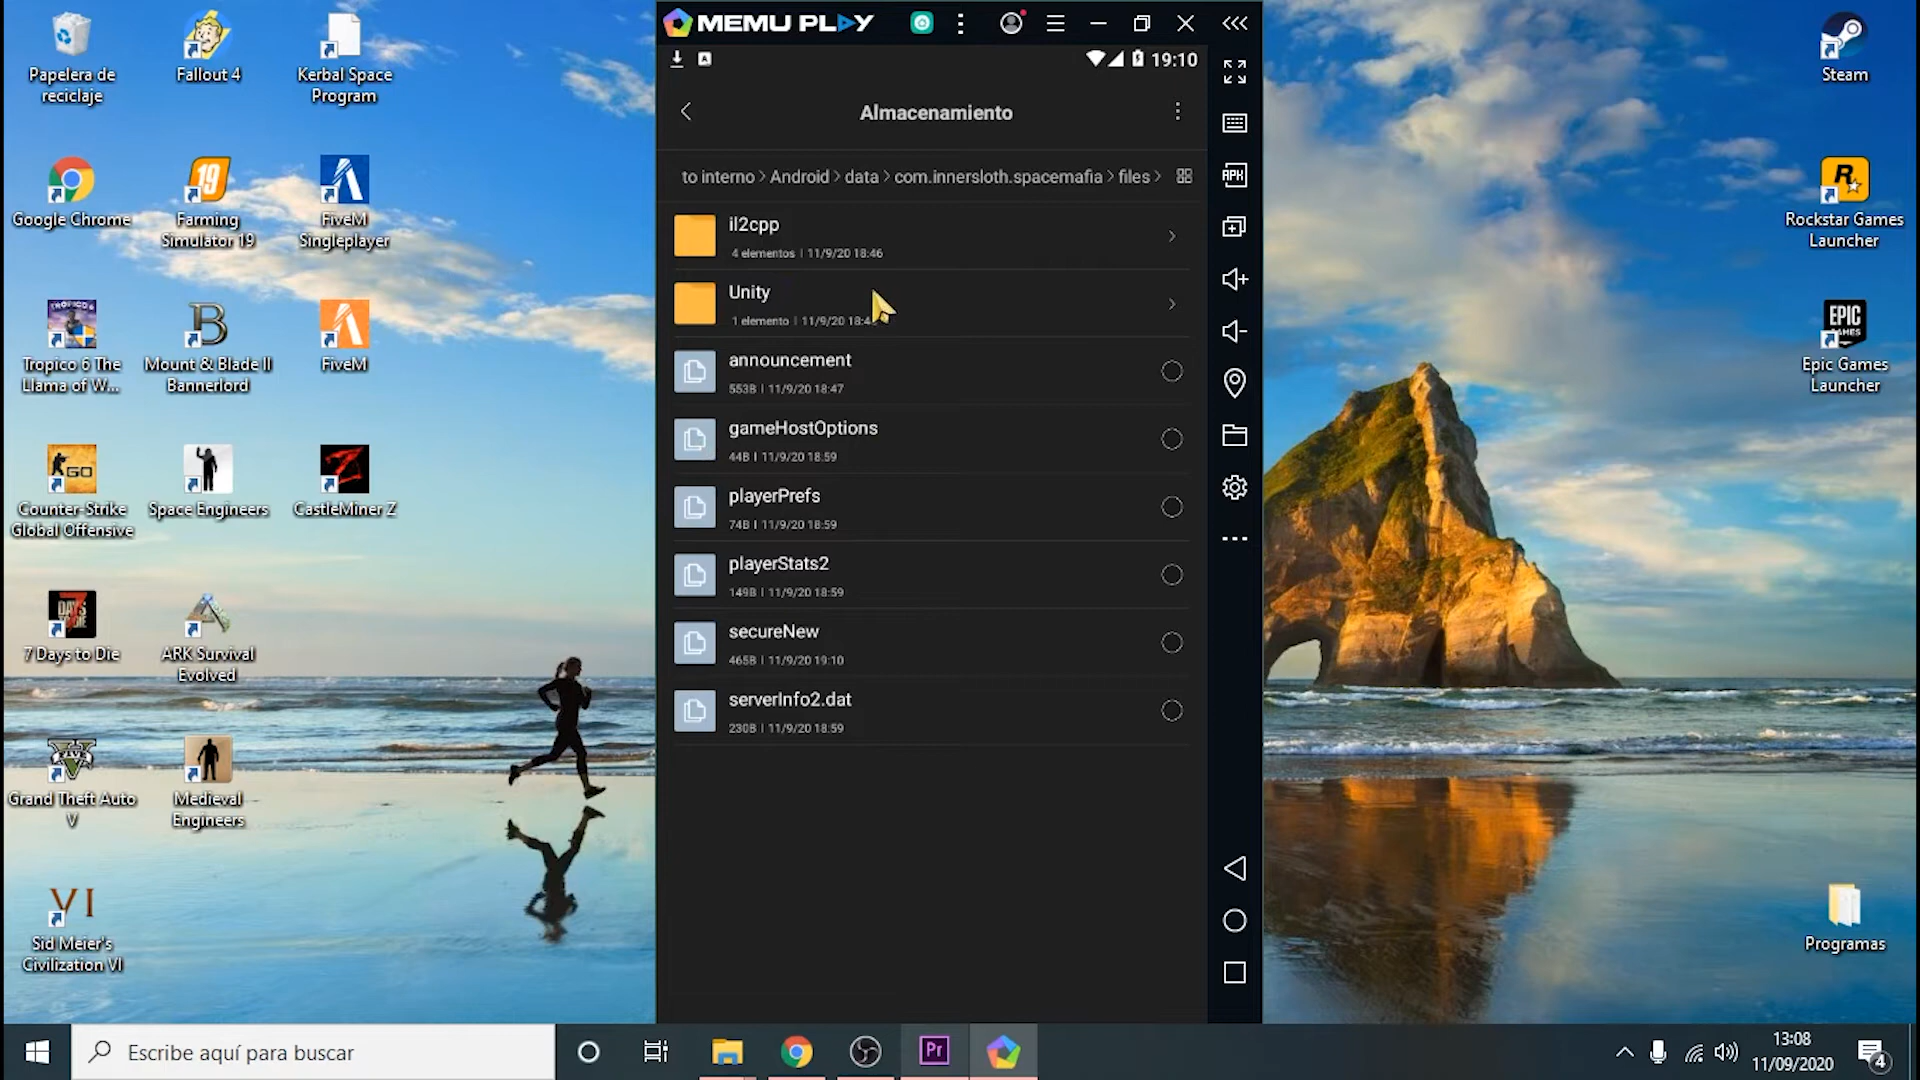 Papelera de
reciclaje
Fallout 4
Kerbal Space
Program
Google Chrome
19
Farming
Simulator 19
FiveM
Singleplayer
TROPICO 6
Tropico 6 The
Llama of W...
Mount & Blade II
Bannerlord
FiveM
GO
Counter-Strike
Global Offensive
Space Engineers
CastleMiner Z
7 Days to Die
ARK Survival
Evolved
Grand Theft Auto
V
Medieval
Engineers
VI
Sid Meier's
Civilization VI
MEMU PLAY
19:10
Almacenamiento
to interno > Android > data > com.innersloth.spacemafia > files >
il2cpp
4 elementos | 11/9/20 18:46
Unity
1 elemento | 11/9/20 18:4
announcement
553B | 11/9/20 18:47
gameHostOptions
44B | 11/9/20 18:59
playerPrefs
74B | 11/9/20 18:59
playerStats2
149B | 11/9/20 18:59
secureNew
465B | 11/9/20 19:10
serverInfo2.dat
230B | 11/9/20 18:59
APK
Steam
R
Rockstar Games
Launcher
EPIC
GAMES
Epic Games
Launcher
Programas
Escribe aquí para buscar
Pr
13:08
11/09/2020
4